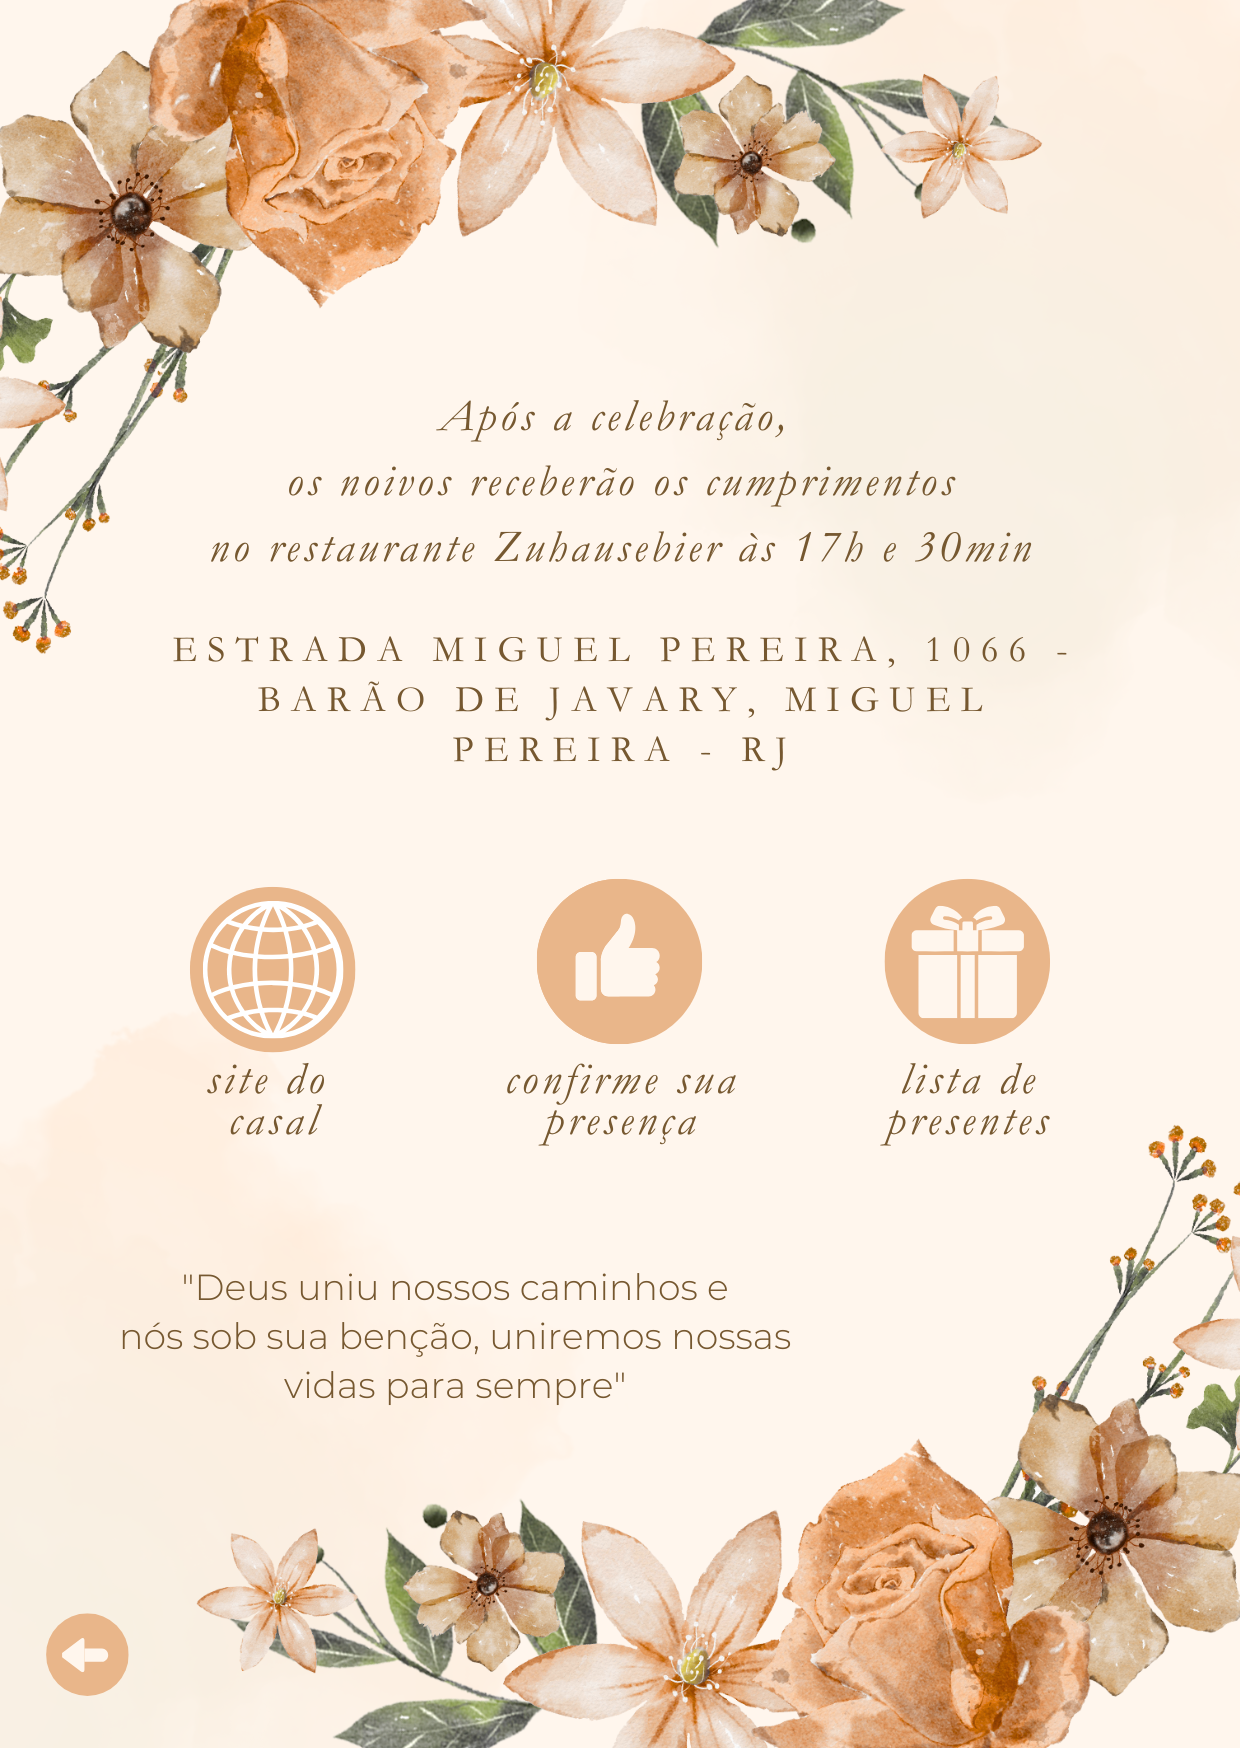 Após a celebração,
os noivos receberão os cumprimentos
no restaurante Zuhausebier às 17h e 30min
ESTRADA MIGUEL PEREIRA, 1066 -
BARÃO DE JAVARY, MIGUEL
PEREIRA - RJ
site do
casal
confirme sua
presença
lista de
presentes
"Deus uniu nossos caminhos e
nós sob sua benção, uniremos nossas
vidas para sempre"